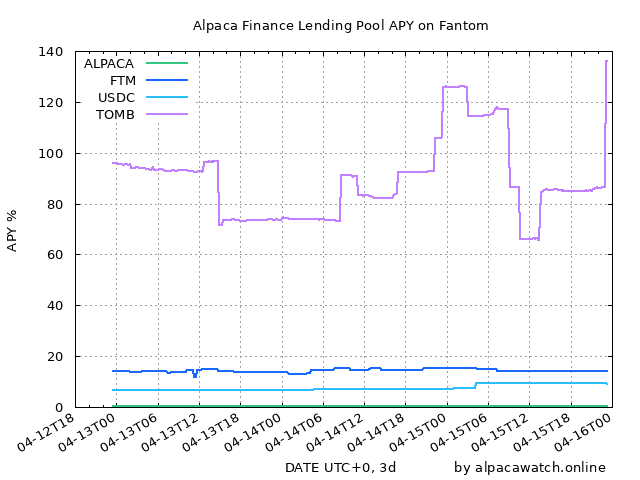 Alpaca Finance Lending Pool APY on Fantom
140
120
100
80
60
40
20
0
APY %
ALPACA
FTM
USDC
TOMB
04-12T18
04-13T00
04-13T06
04-13T12
04-13T18
04-14T00
04-14T06
04-14T12
04-14T18
04-15T00
04-15T06
04-15T12
04-15T18
04-16T00
DATE UTC+0, 3d
by alpacawatch.online